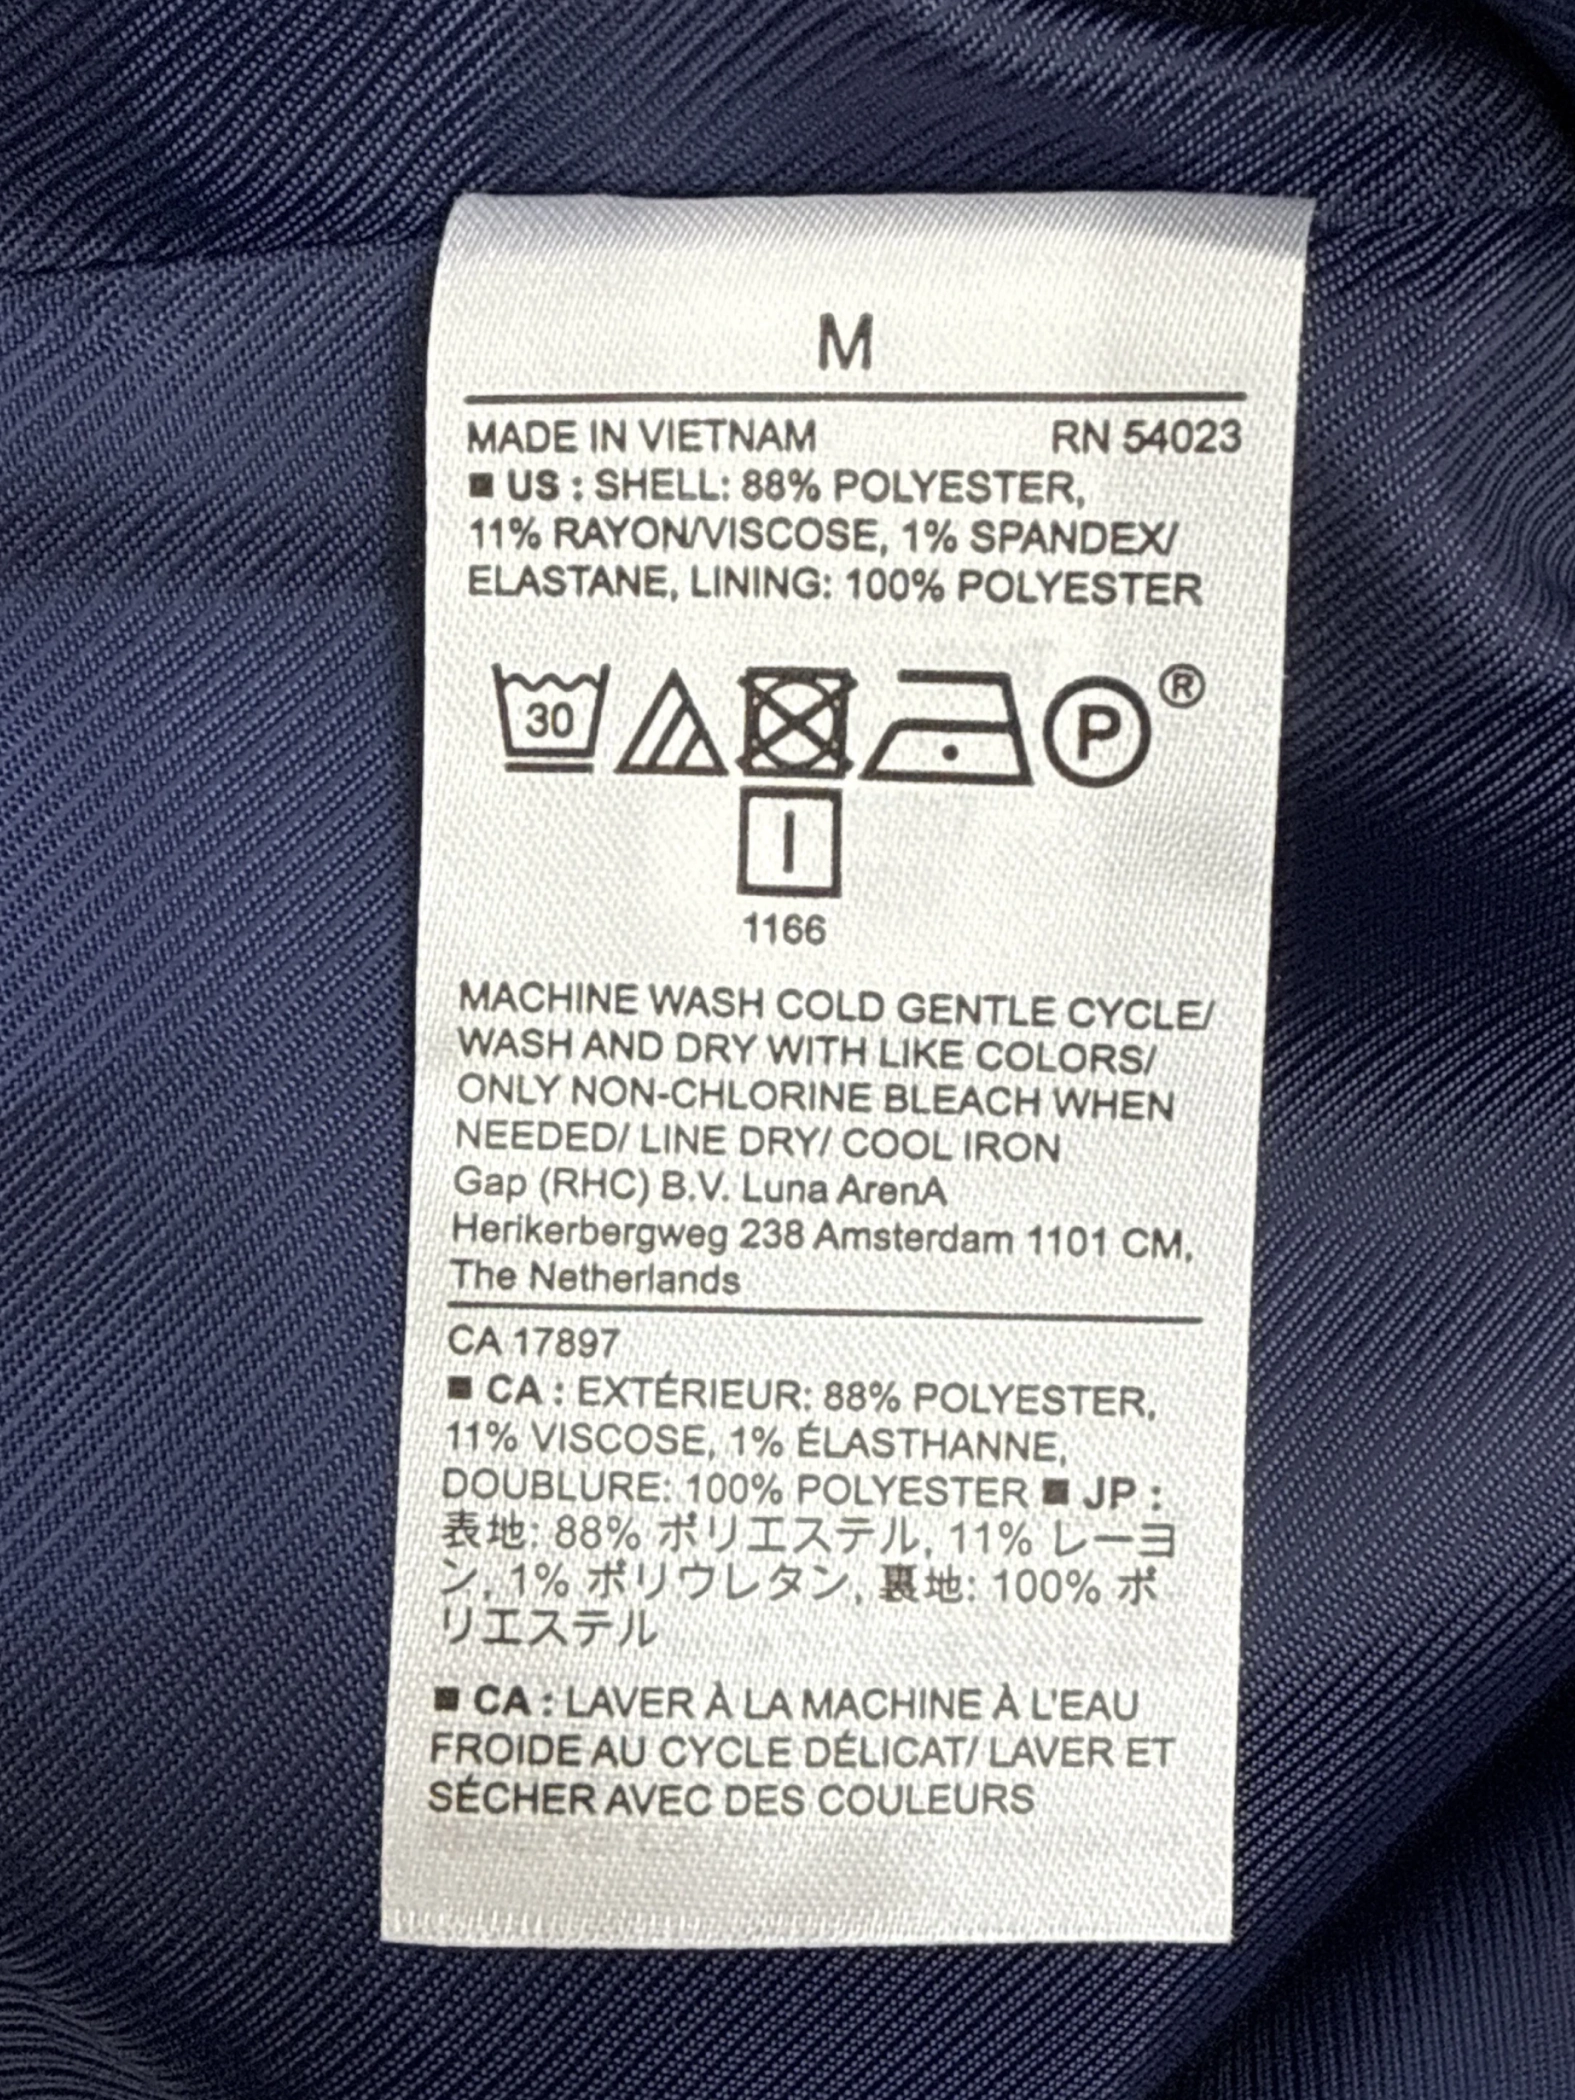 M
MADE IN VIETNAM RN 54023
■ US : SHELL: 88% POLYESTER,
11% RAYON/VISCOSE, 1% SPANDEX/
ELASTANE, LINING: 100% POLYESTER
30 P ®
1166
MACHINE WASH COLD GENTLE CYCLE/
WASH AND DRY WITH LIKE COLORS/
ONLY NON-CHLORINE BLEACH WHEN
NEEDED/ LINE DRY/ COOL IRON
Gap (RHC) B.V. Luna ArenA
Herikerbergweg 238 Amsterdam 1101 CM,
The Netherlands
CA 17897
■ CA : EXTÉRIEUR: 88% POLYESTER,
11% VISCOSE, 1% ÉLASTHANNE,
DOUBLURE: 100% POLYESTER ■ JP :
表地: 88% ポリエステル, 11% レーヨ
ン, 1% ポリウレタン, 裏地: 100% ポ
リエステル
■ CA : LAVER À LA MACHINE À L'EAU
FROIDE AU CYCLE DÉLICAT/ LAVER ET
SÉCHER AVEC DES COULEURS